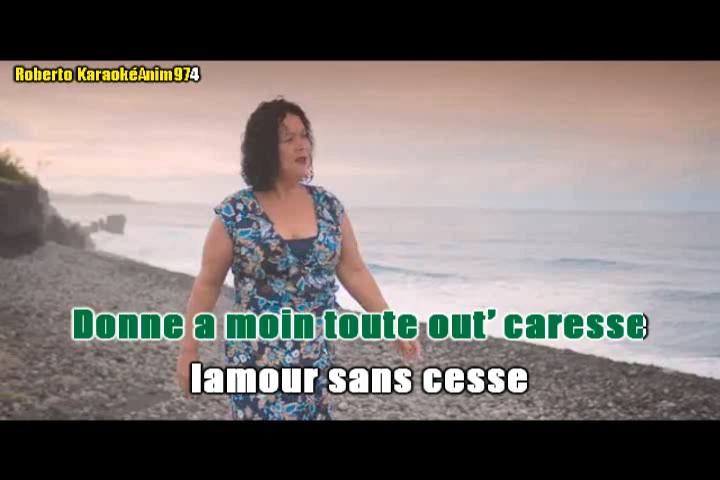 Roberto KaraokéAnim974
Donne a moin toute out' caresse
lamour sans cesse